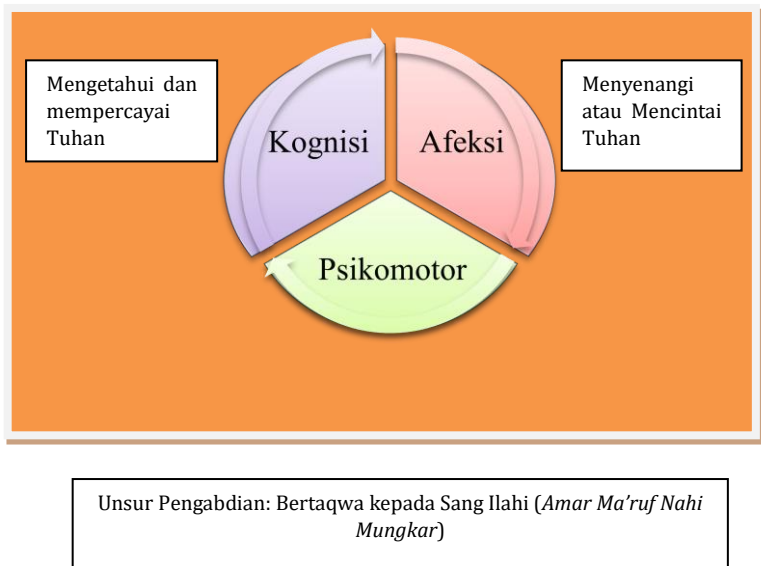 Mengetahui dan
mempercayai
Tuhan
Kognisi
Afeksi
Menyenangi
atau Mencintai
Tuhan
Psikomotor
Unsur Pengabdian: Bertaqwa kepada Sang Ilahi (Amar Ma’ruf Nahi
Mungkar)